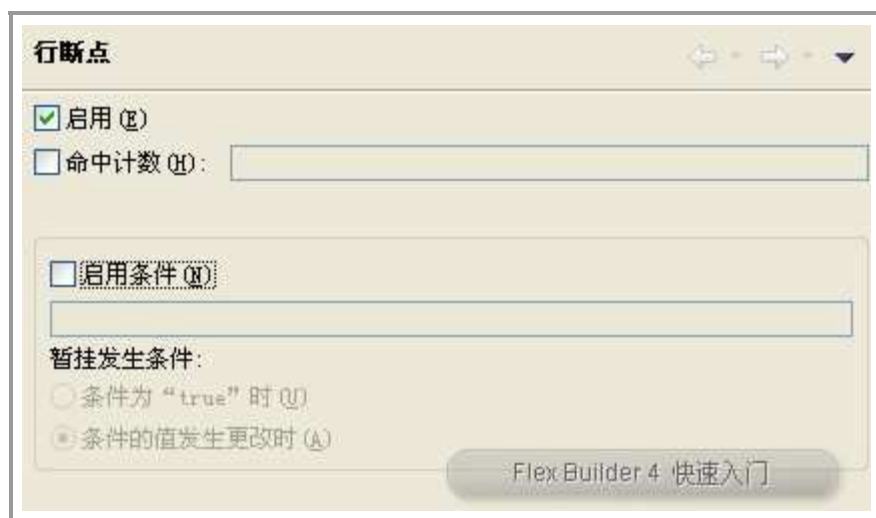 行断点
启用(E)
命中计数(H):
启用条件(N)
暂挂发生条件:
条件为“true”时(U)
条件的值发生更改时(A)
Flex Builder 4 快速入门